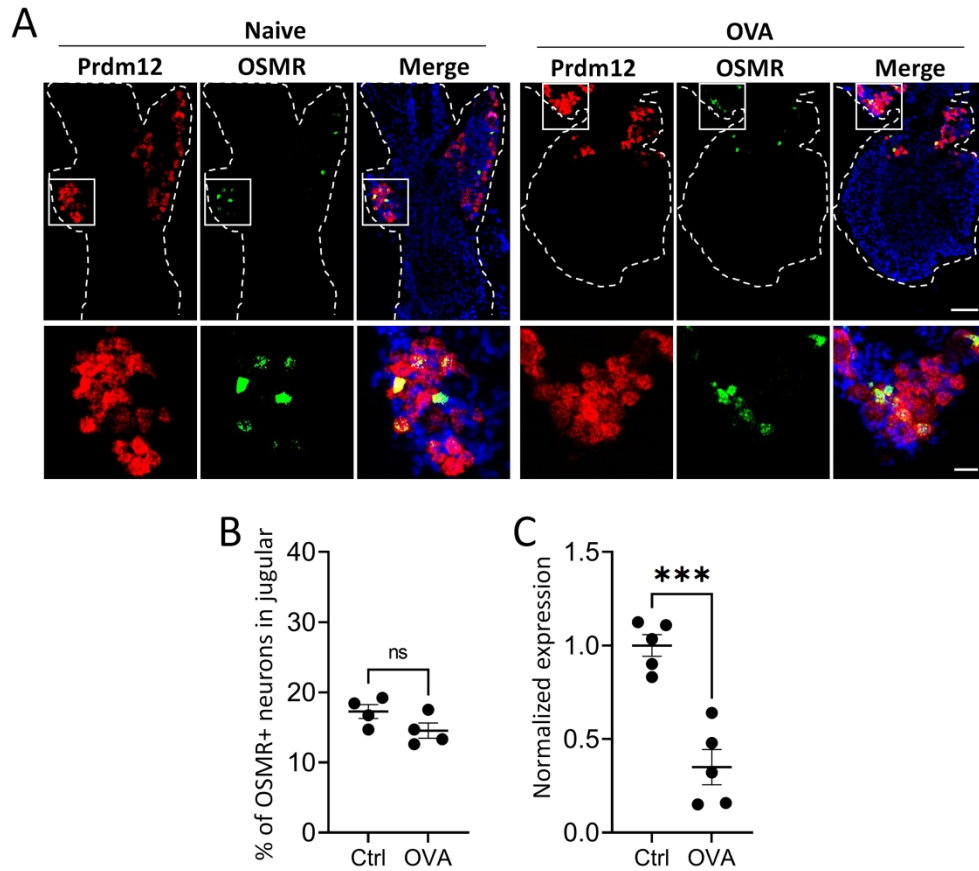 A
Naive
OVA
Prdm12 OSMR Merge Prdm12 OSMR Merge
B
% of OSMR+ neurons in jugular
40
30
20
10
0
ns
Ctrl OVA
C
Normalized expression
1.5
1.0
0.5
0.0
***
Ctrl OVA